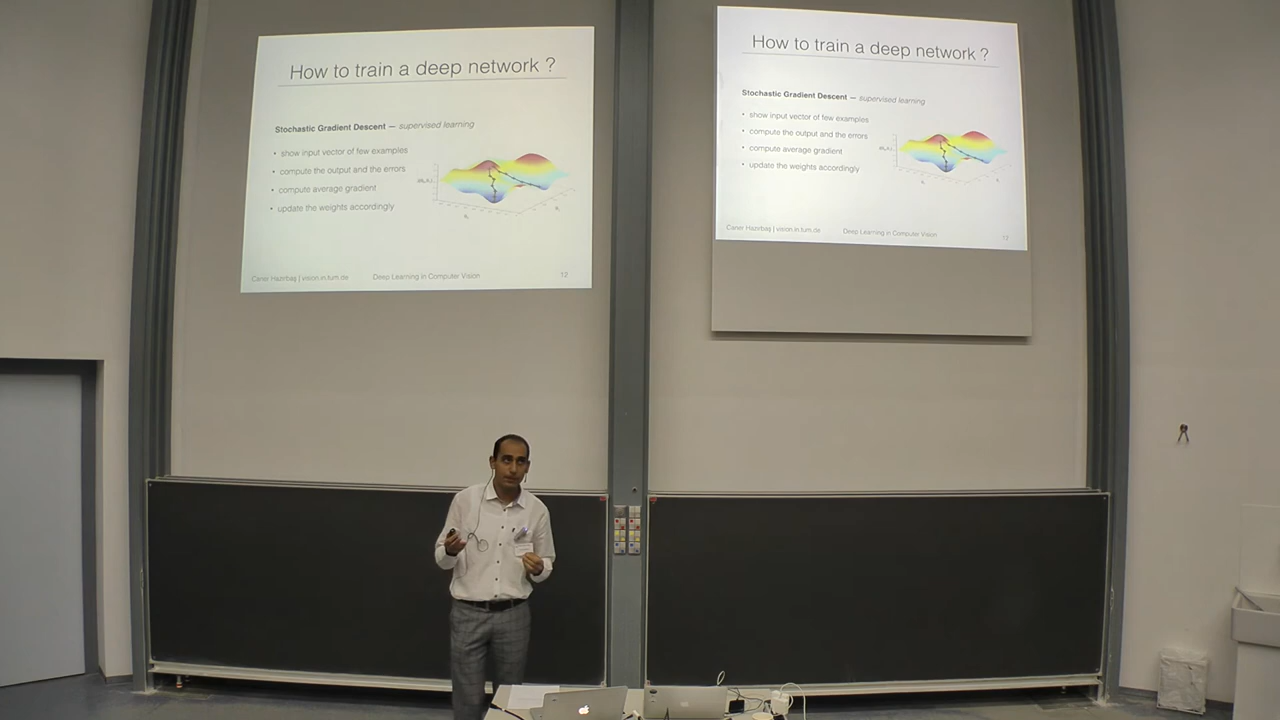 How to train a deep network ?
Stochastic Gradient Descent — supervised learning
• show input vector of few examples
• compute the output and the errors
• compute average gradient
• update the weights accordingly
Caner Hazırbaş | vision.in.tum.de
Deep Learning in Computer Vision
12
How to train a deep network ?
Stochastic Gradient Descent — supervised learning
• show input vector of few examples
• compute the output and the errors
• compute average gradient
• update the weights accordingly
Caner Hazırbaş | vision.in.tum.de
Deep Learning in Computer Vision
12